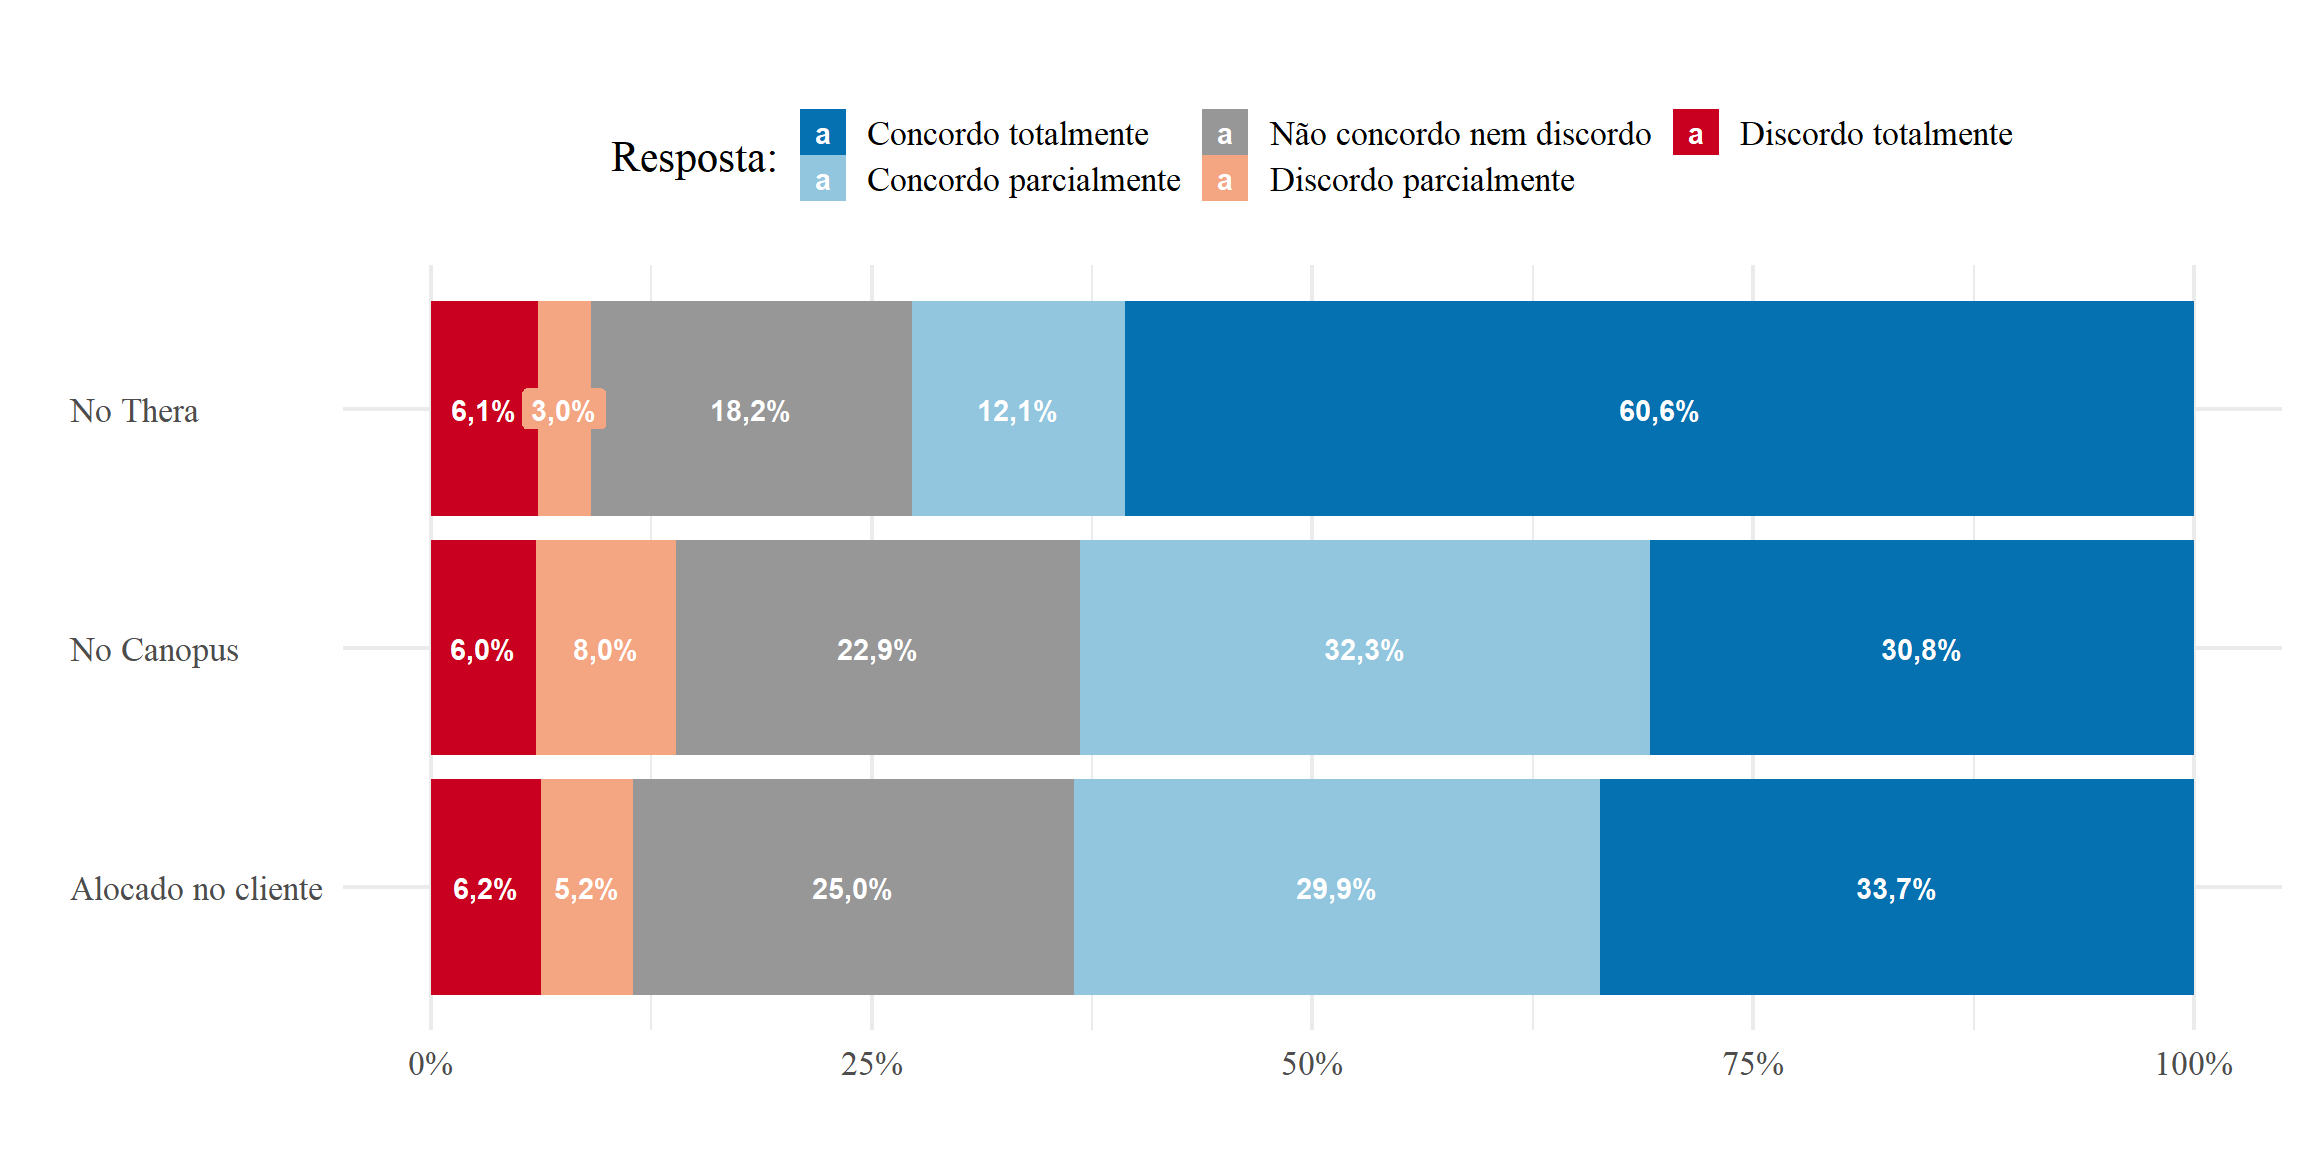 Resposta:
a Concordo totalmente
a Concordo parcialmente
a Não concordo nem discordo
a Discordo parcialmente
a Discordo totalmente
No Thera
6,1% 3,0% 18,2% 12,1% 60,6%
No Canopus
6,0% 8,0% 22,9% 32,3% 30,8%
Alocado no cliente
6,2% 5,2% 25,0% 29,9% 33,7%
0% 25% 50% 75% 100%